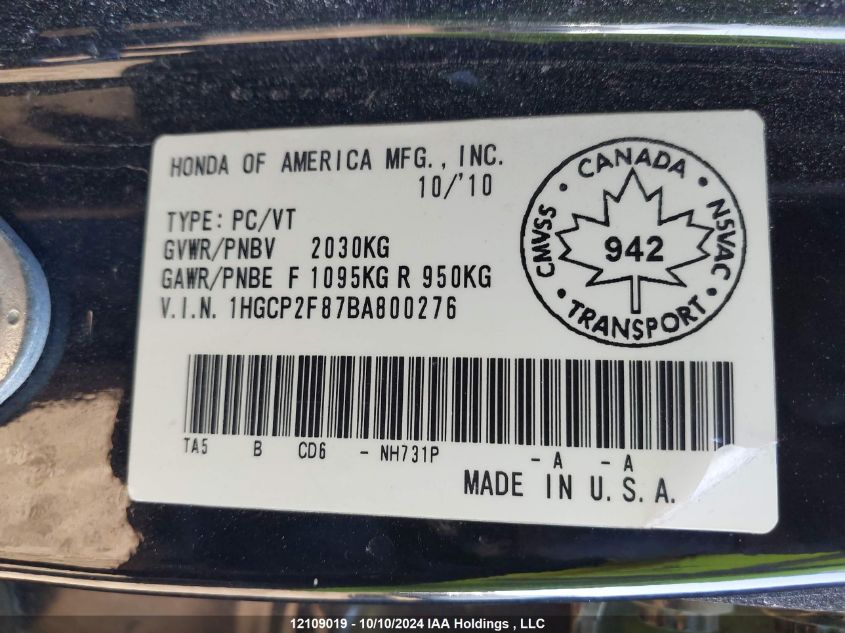 HONDA OF AMERICA MFG., INC.
10/'10
TYPE: PC/VT
GVWR/PNBV 2030KG
GAWR/PNBE F 1095KG R 950KG
V.I.N. 1HGCP2F87BA800276
CANADA
CMVSS
942
NSVAC
TRANSPORT
TA5 B CD6 - NH731P - A - A
MADE IN U.S.A.
12109019 - 10/10/2024 IAA Holdings , LLC